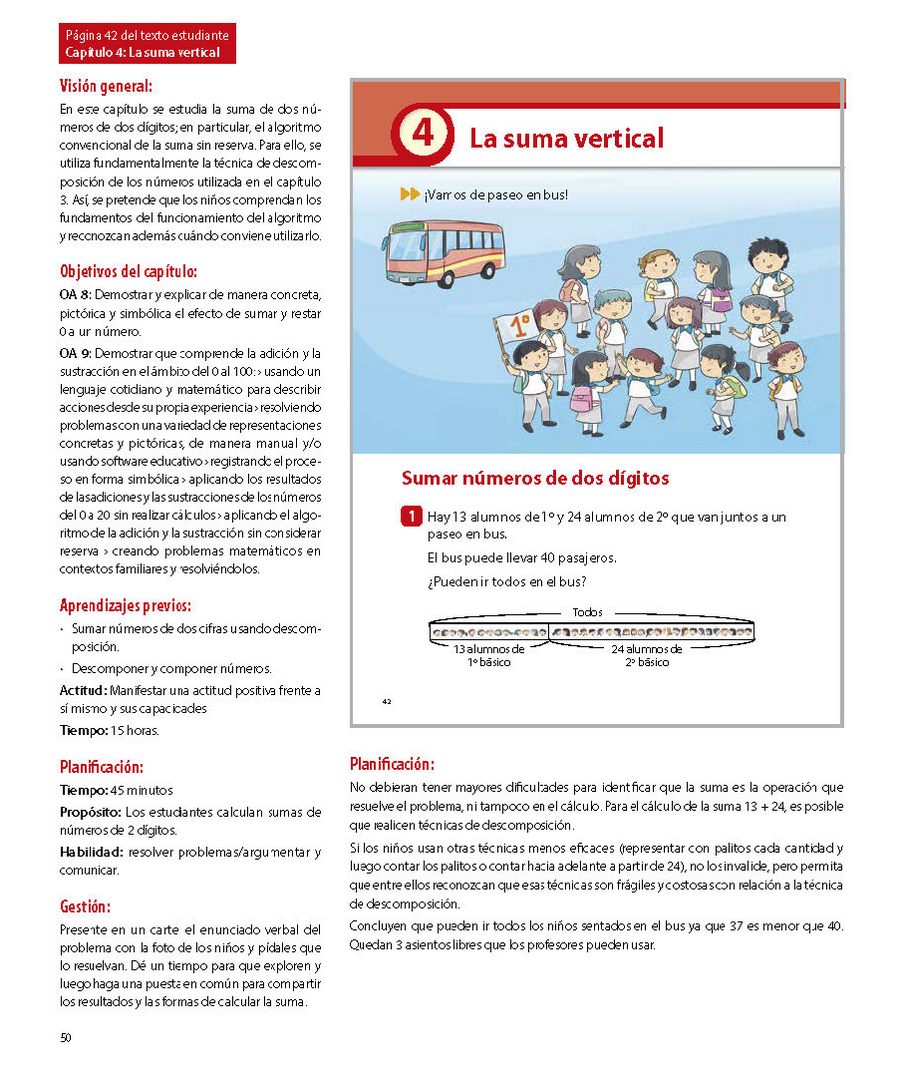 Página 42 del texto estudiante
Capítulo 4: La suma vertical
Visión general:
En este capítulo se estudia la suma de dos nú-
meros de dos dígitos; en particular, el algoritmo
convencional de la suma sin reserva. Para ello, se
utiliza fundamentalmente la técnica de descom-
posición de los números utilizada en el capítulo
3. Así, se pretende que los niños comprendan los
fundamentos del funcionamiento del algoritmo
y reconozcan además cuándo conviene utilizarlo.
Objetivos del capítulo:
OA 8: Demostrar y explicar de manera concreta,
pictórica y simbólica el efecto de sumar y restar
0 a un número.
OA 9: Demostrar que comprende la adición y la
sustracción en el ámbito del 0 al 100: › usando un
lenguaje cotidiano y matemático para describir
acciones desde su propia experiencia › resolviendo
problemas con una variedad de representaciones
concretas y pictóricas, de manera manual y/o
usando software educativo › registrando el proce-
so en forma simbólica › aplicando los resultados
de las adiciones y las sustracciones de los números
del 0 a 20 sin realizar cálculos › aplicando el algo-
ritmo de la adición y la sustracción sin considerar
reserva › creando problemas matemáticos en
contextos familiares y resolviéndolos.
Aprendizajes previos:
· Sumar números de dos cifras usando descom-
posición.
· Descomponer y componer números.
Actitud: Manifestar una actitud positiva frente a
sí mismo y sus capacidades
Tiempo: 15 horas.
Planificación:
Tiempo: 45 minutos
Propósito: Los estudiantes calculan sumas de
números de 2 dígitos.
Habilidad: resolver problemas/argumentar y
comunicar.
Gestión:
Presente en un cartel el enunciado verbal del
problema con la foto de los niños y pídales que
lo resuelvan. Dé un tiempo para que exploren y
luego haga una puesta en común para compartir
los resultados y las formas de calcular la suma.
50
4
La suma vertical
¡Vamos de paseo en bus!
1º
Sumar números de dos dígitos
1 Hay 13 alumnos de 1º y 24 alumnos de 2º que van juntos a un
paseo en bus.
El bus puede llevar 40 pasajeros.
¿Pueden ir todos en el bus?
Todos
13 alumnos de
1º básico
24 alumnos de
2º básico
42
Planificación:
No debieran tener mayores dificultades para identificar que la suma es la operación que
resuelve el problema, ni tampoco en el cálculo. Para el cálculo de la suma 13 + 24, es posible
que realicen técnicas de descomposición.
Si los niños usan otras técnicas menos eficaces (representar con palitos cada cantidad y
luego contar los palitos o contar hacia adelante a partir de 24), no los invalide, pero permita
que entre ellos reconozcan que esas técnicas son frágiles y costosas con relación a la técnica
de descomposición.
Concluyen que pueden ir todos los niños sentados en el bus ya que 37 es menor que 40.
Quedan 3 asientos libres que los profesores pueden usar.